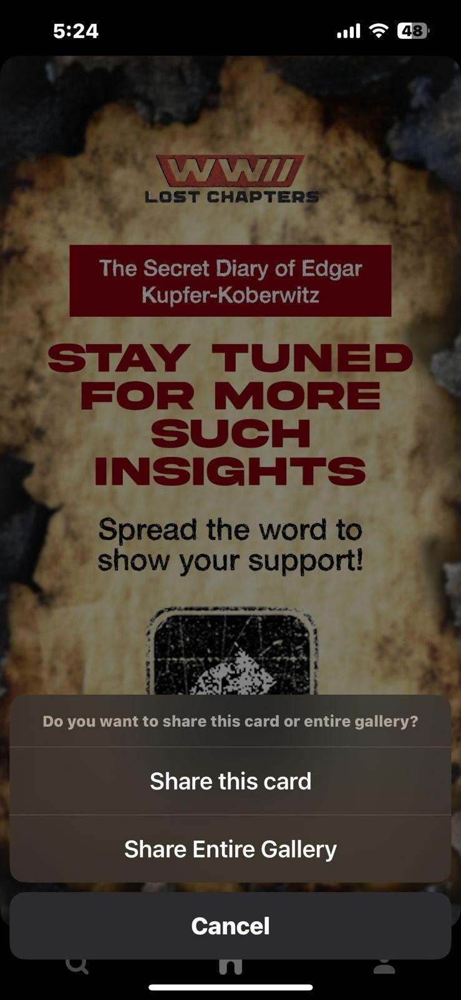 5:24
48
WWII
LOST CHAPTERS
The Secret Diary of Edgar
Kupfer-Koberwitz
STAY TUNED
FOR MORE
SUCH
INSIGHTS
Spread the word to
show your support!
Do you want to share this card or entire gallery?
Share this card
Share Entire Gallery
Cancel